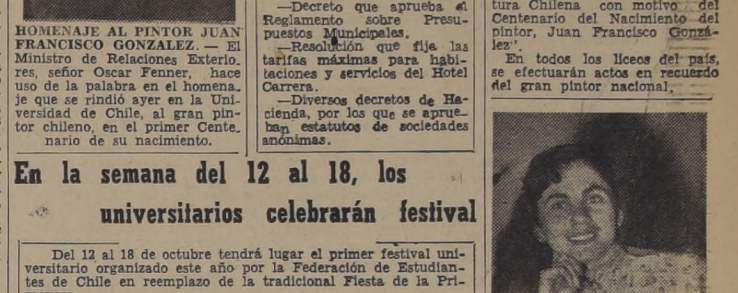 HOMENAJE AL PINTOR JUAN
FRANCISCO GONZALEZ. — El
Ministro de Relaciones Exterio.
res, señor Oscar Fenner, hace
uso de la palabra en el homena.
je que se rindió ayer en la Uni-
versidad de Chile, al gran pin-
tor chileno, en el primer Cente.
nario de su nacimiento.
—Decreto que aprueba el
Reglamento sobre Presu-
puestos Municipales.
—Resolución que fija las
tarifas máximas para habi-
taciones y servicios del Hotel
Carrera.
—Diversos decretos de Ha-
cienda, por los que se aprue-
ban estatutos de sociedades
anónimas.
tura Chilena con motivo del
Centenario del Nacimiento del
pintor, Juan Francisco Gonzá-
lez".
En todos los liceos del país,
se efectuarán actos en recuerdo
del gran pintor nacional.
En la semana del 12 al 18, los
universitarios celebrarán festival
Del 12 al 18 de octubre tendrá lugar el primer festival uni-
versitario organizado este año por la Federación de Estudian-
tes de Chile en reemplazo de la tradicional Fiesta de la Pri-